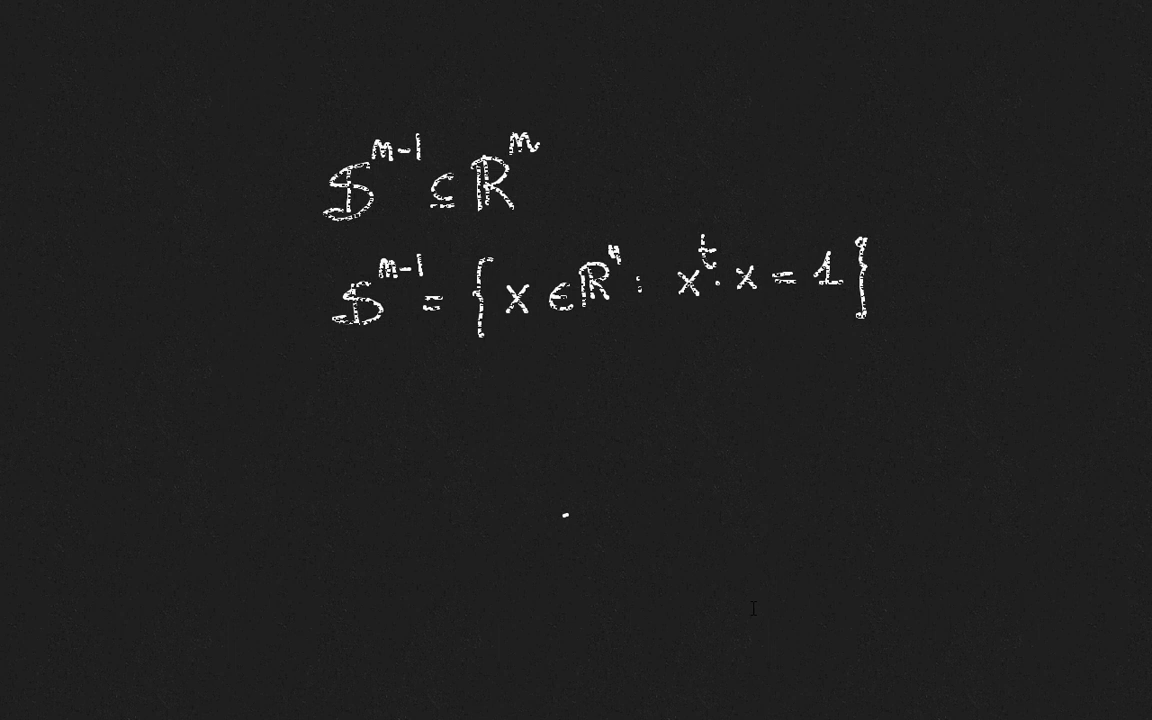 𝕊^{n-1} ⊆ ℝ^n
𝕊^{n-1} = { x ∈ ℝ^n : x^t · x = 1 }